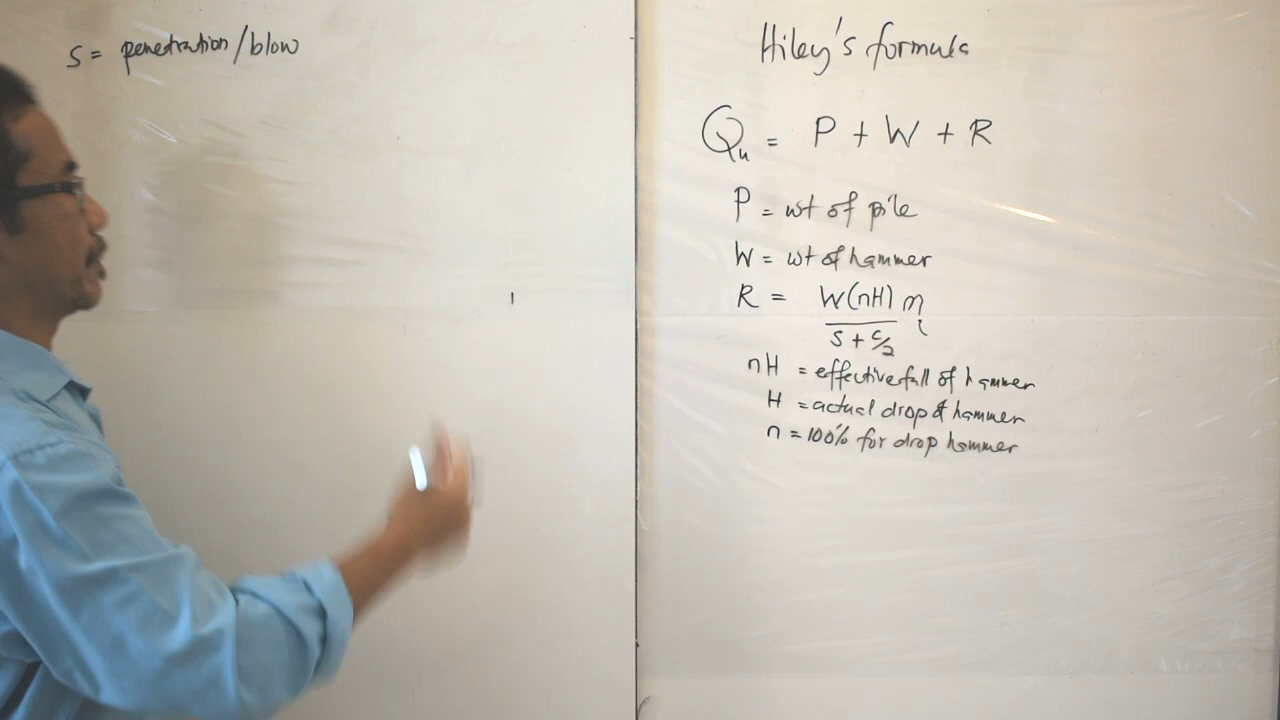 S = penetration/blow
Hiley's formula
Qu = P + W + R
P = wt of pile
W = wt of hammer
R = W(nH) η
S + c/2
nH = effective fall of hammer
H = actual drop of hammer
n = 100% for drop hammer